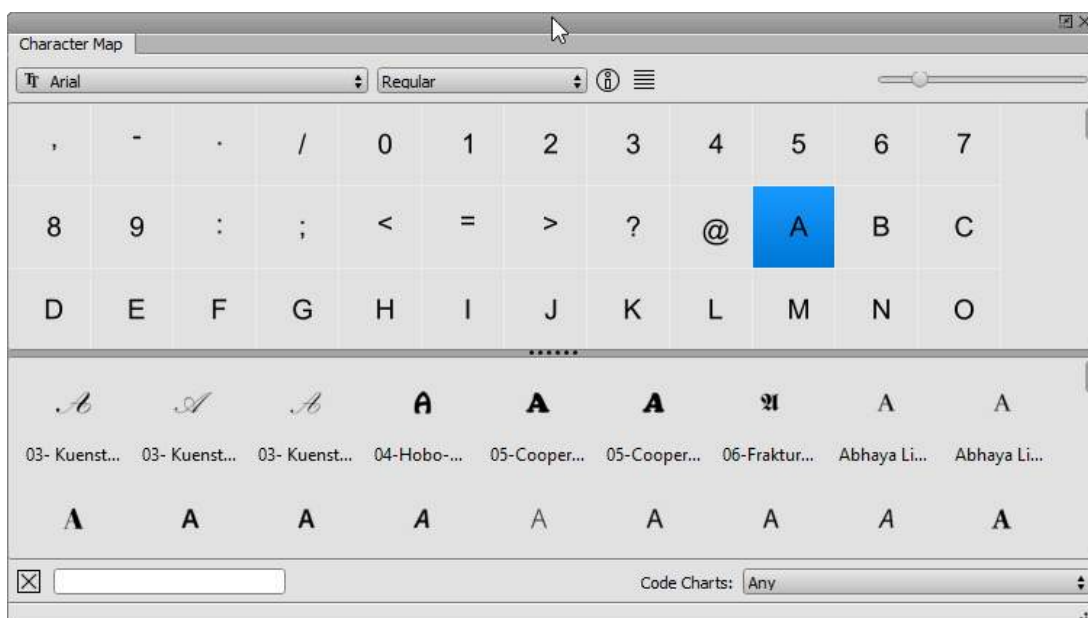 Character Map
Arial Regular
, - . / 0 1 2 3 4 5 6 7
8 9 : ; < = > ? @ A B C
D E F G H I J K L M N O
A A A A A A 𝔄 A A
03- Kuenst... 03- Kuenst... 03- Kuenst... 04-Hobo-... 05-Cooper... 05-Cooper... 06-Fraktur... Abhaya Li... Abhaya Li...
A A A A A A A A A
Code Charts: Any